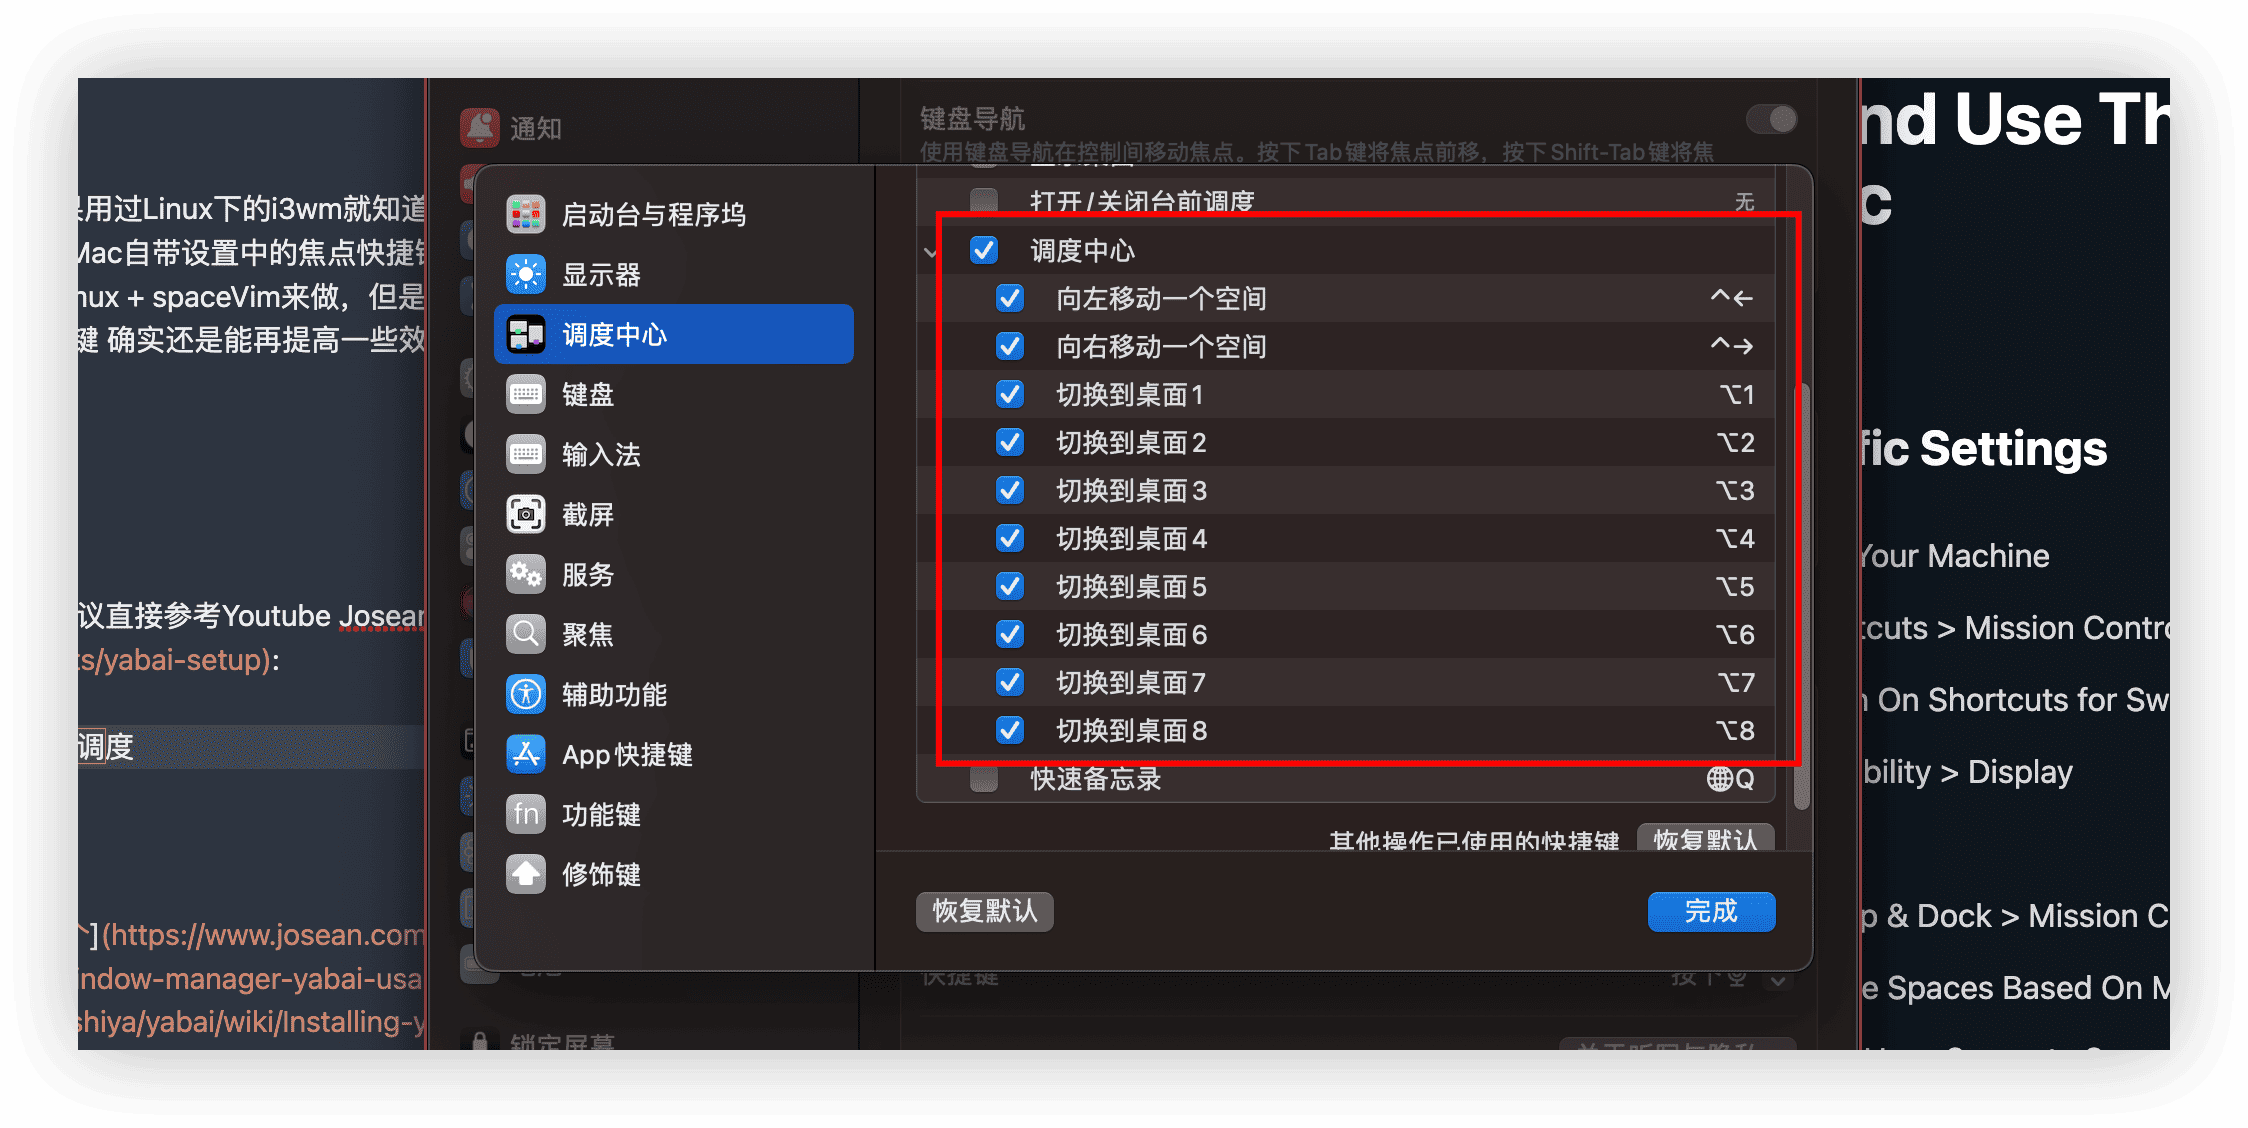 用过Linux下的i3wm就知道
Mac自带设置中的焦点快捷
nux + spaceVim来做，但是
键 确实还是能再提高一些效
议直接参考Youtube Josean
ts/yabai-setup):
调度
](https://www.josean.com
indow-manager-yabai-usa
shiya/yabai/wiki/Installing-y
通知
锁定屏幕
键盘导航
使用键盘导航在控制间移动焦点。按下Tab键将焦点前移，按下Shift-Tab键将焦
启动台与程序坞
显示器
调度中心
键盘
输入法
截屏
服务
聚焦
辅助功能
App快捷键
fn 功能键
修饰键
打开/关闭台前调度 无
调度中心
向左移动一个空间 ^←
向右移动一个空间 ^→
切换到桌面1 ⌥1
切换到桌面2 ⌥2
切换到桌面3 ⌥3
切换到桌面4 ⌥4
切换到桌面5 ⌥5
切换到桌面6 ⌥6
切换到桌面7 ⌥7
切换到桌面8 ⌥8
快速备忘录 🌐Q
其他操作已使用的快捷键 恢复默认
恢复默认 完成
快捷键 按下
nd Use Th
c
fic Settings
Your Machine
tcuts > Mission Contro
n On Shortcuts for Sw
bility > Display
p & Dock > Mission C
e Spaces Based On M